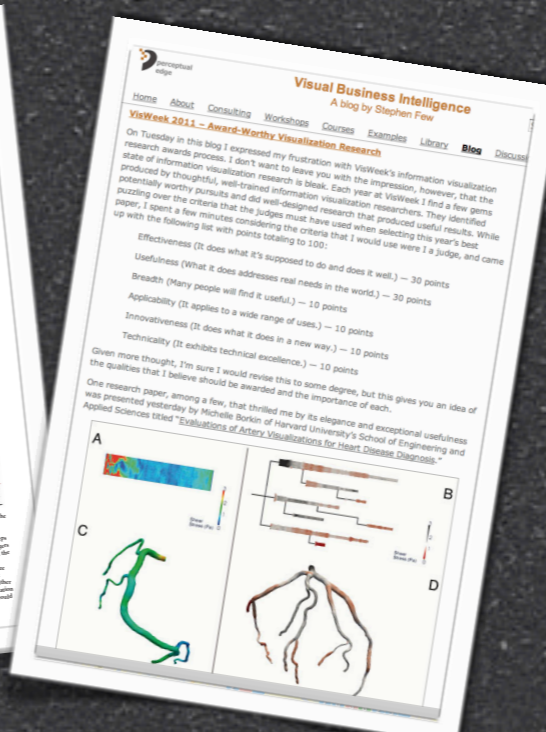 perceptual
edge
Visual Business Intelligence
A blog by Stephen Few
Home About Consulting Workshops Courses Examples Library Blog Discuss
VisWeek 2011 – Award-Worthy Visualization Research
On Tuesday in this blog I expressed my frustration with VisWeek's information visualization
research awards process. I don't want to leave you with the impression, however, that the
state of information visualization research is bleak. Each year at VisWeek I find a few gems
produced by thoughtful, well-trained information visualization researchers. They identified
potentially worthy pursuits and did well-designed research that produced useful results. While
puzzling over the criteria that the judges must have used when selecting this year's best
paper, I spent a few minutes considering the criteria that I would use were I a judge, and came
up with the following list with points totaling to 100:
Effectiveness (It does what it's supposed to do and does it well.) — 30 points
Usefulness (What it does addresses real needs in the world.) — 30 points
Breadth (Many people will find it useful.) — 10 points
Applicability (It applies to a wide range of uses.) — 10 points
Innovativeness (It does what it does in a new way.) — 10 points
Technicality (It exhibits technical excellence.) — 10 points
Given more thought, I'm sure I would revise this to some degree, but this gives you an idea of
the qualities that I believe should be awarded and the importance of each.
One research paper, among a few, that thrilled me by its elegance and exceptional usefulness
was presented yesterday by Michelle Borkin of Harvard University's School of Engineering and
Applied Sciences titled "Evaluations of Artery Visualizations for Heart Disease Diagnosis."
A
B
C
D